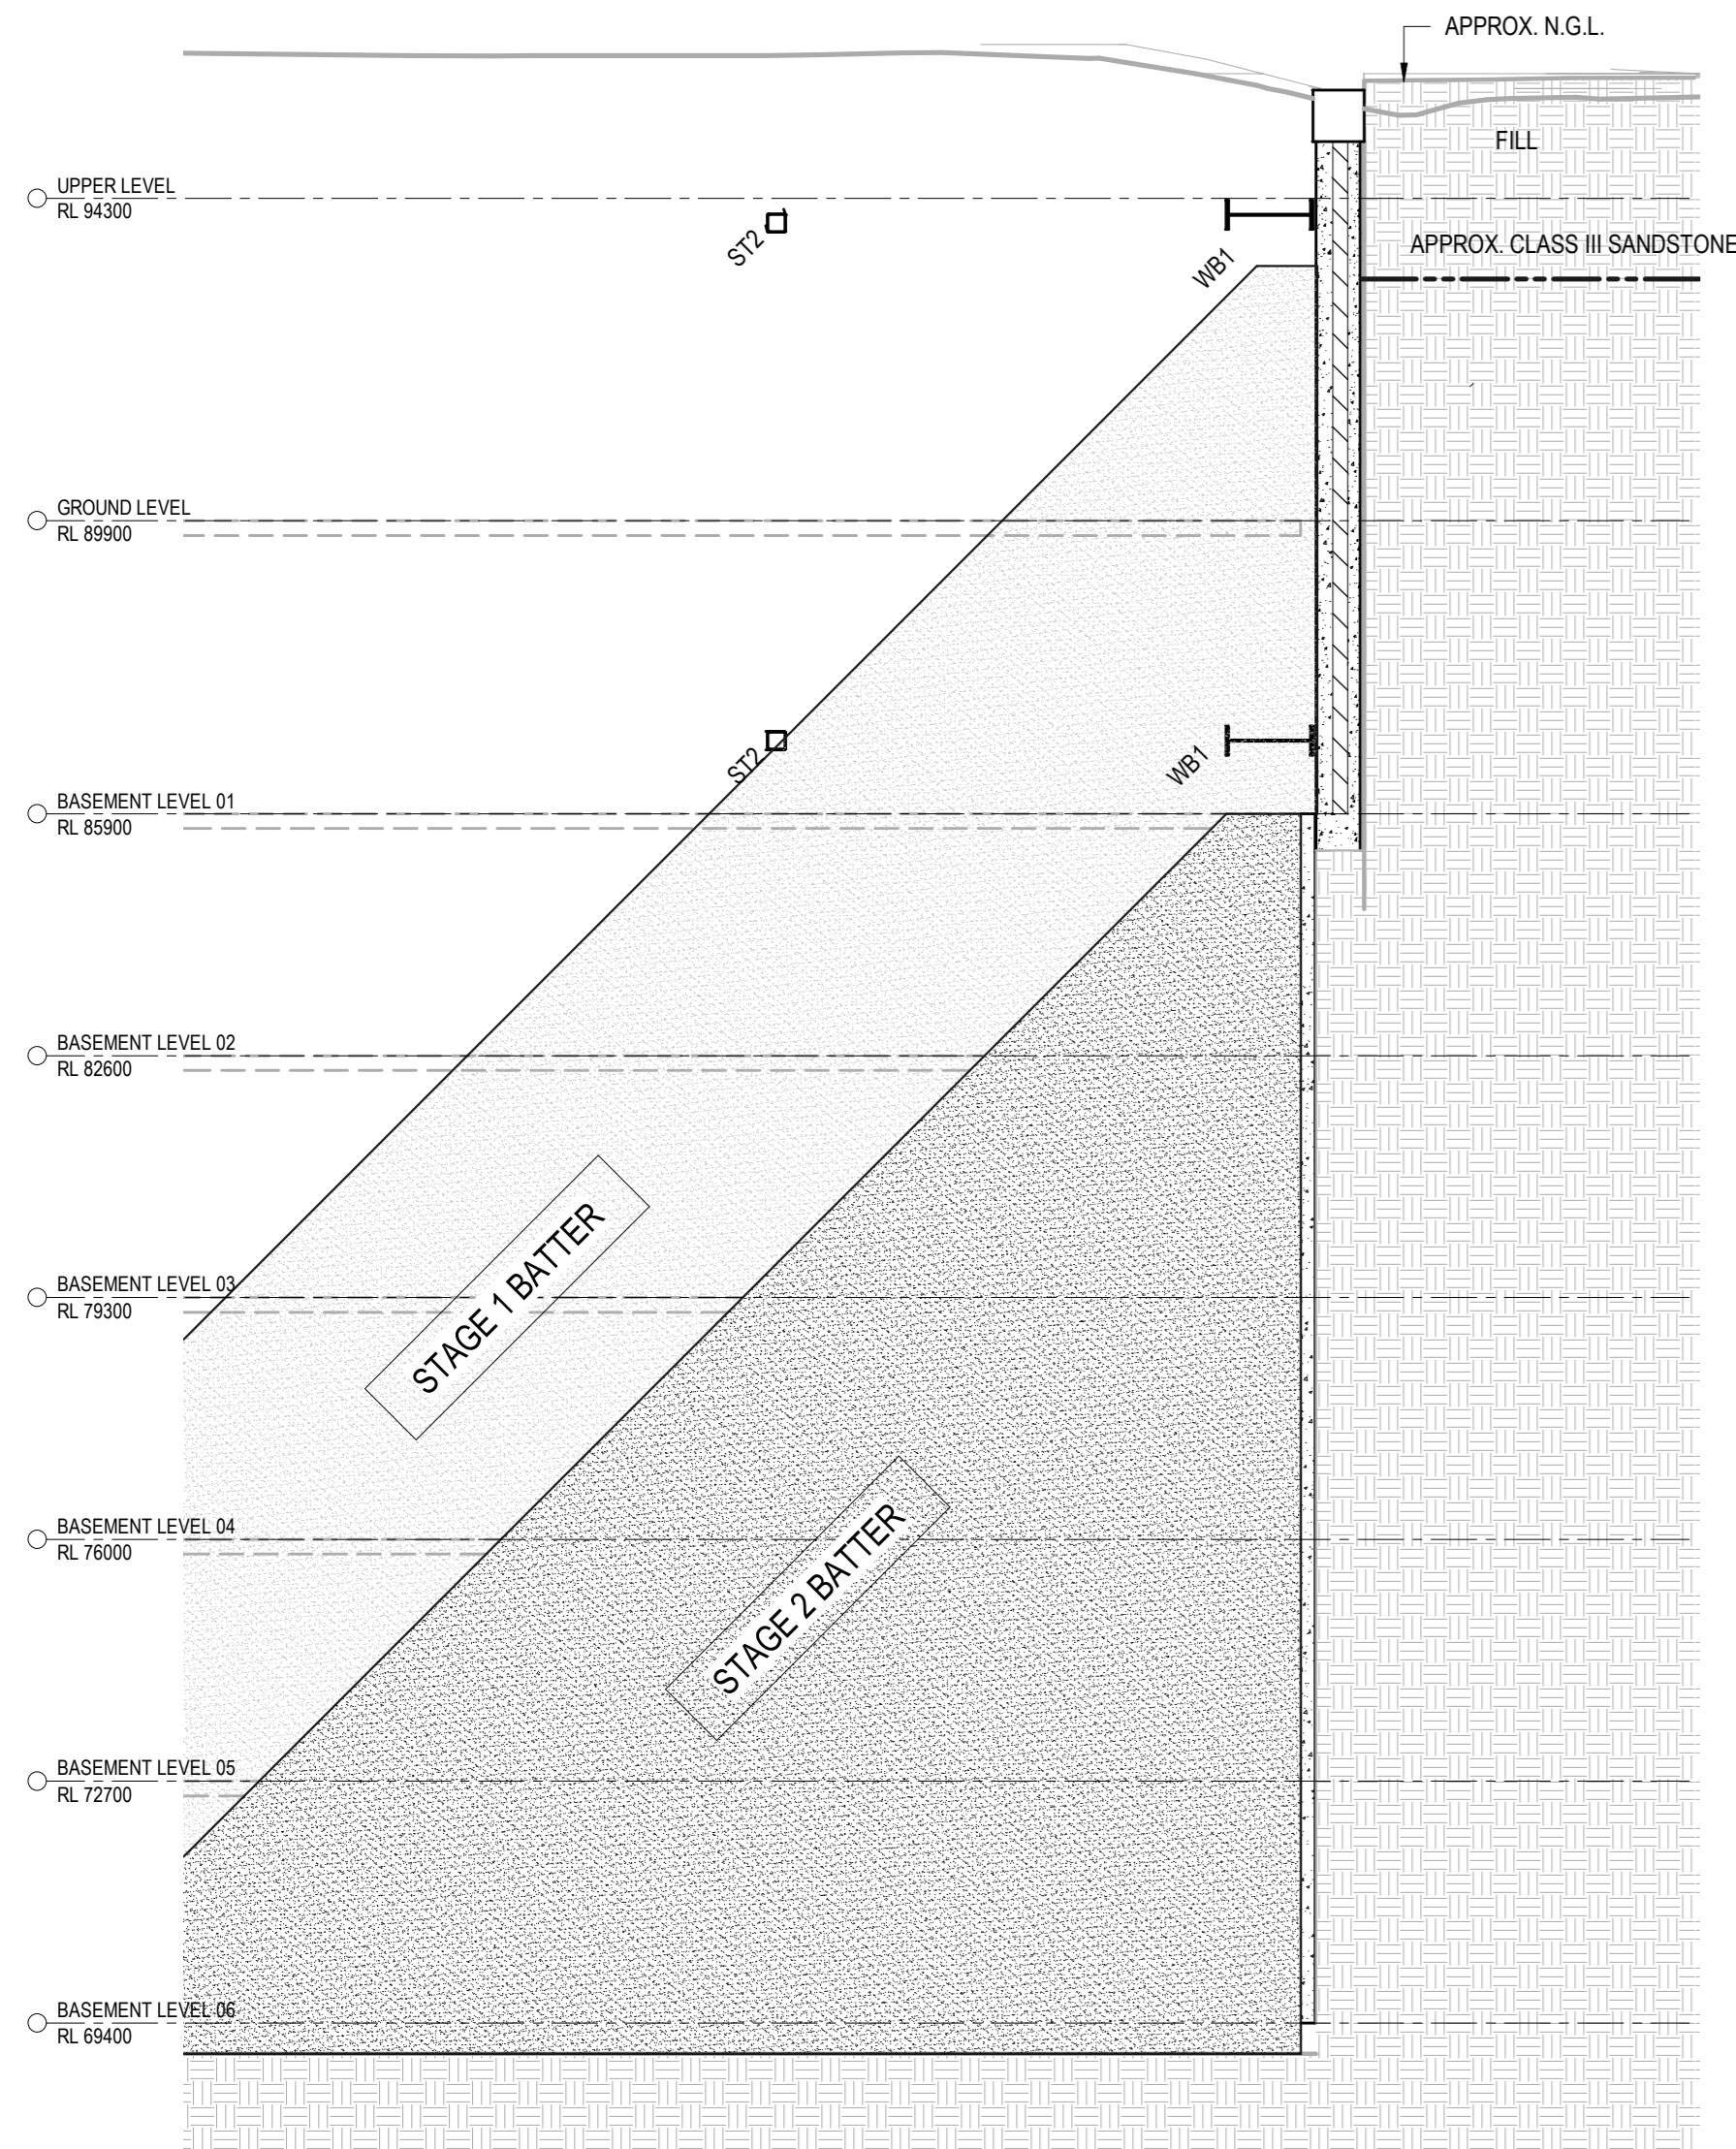 APPROX. N.G.L.
FILL
UPPER LEVEL
RL 94300
ST2
WB1
APPROX. CLASS III SANDSTONE
GROUND LEVEL
RL 89900
ST2
WB1
BASEMENT LEVEL 01
RL 85900
BASEMENT LEVEL 02
RL 82600
STAGE 1 BATTER
BASEMENT LEVEL 03
RL 79300
STAGE 2 BATTER
BASEMENT LEVEL 04
RL 76000
BASEMENT LEVEL 05
RL 72700
BASEMENT LEVEL 06
RL 69400